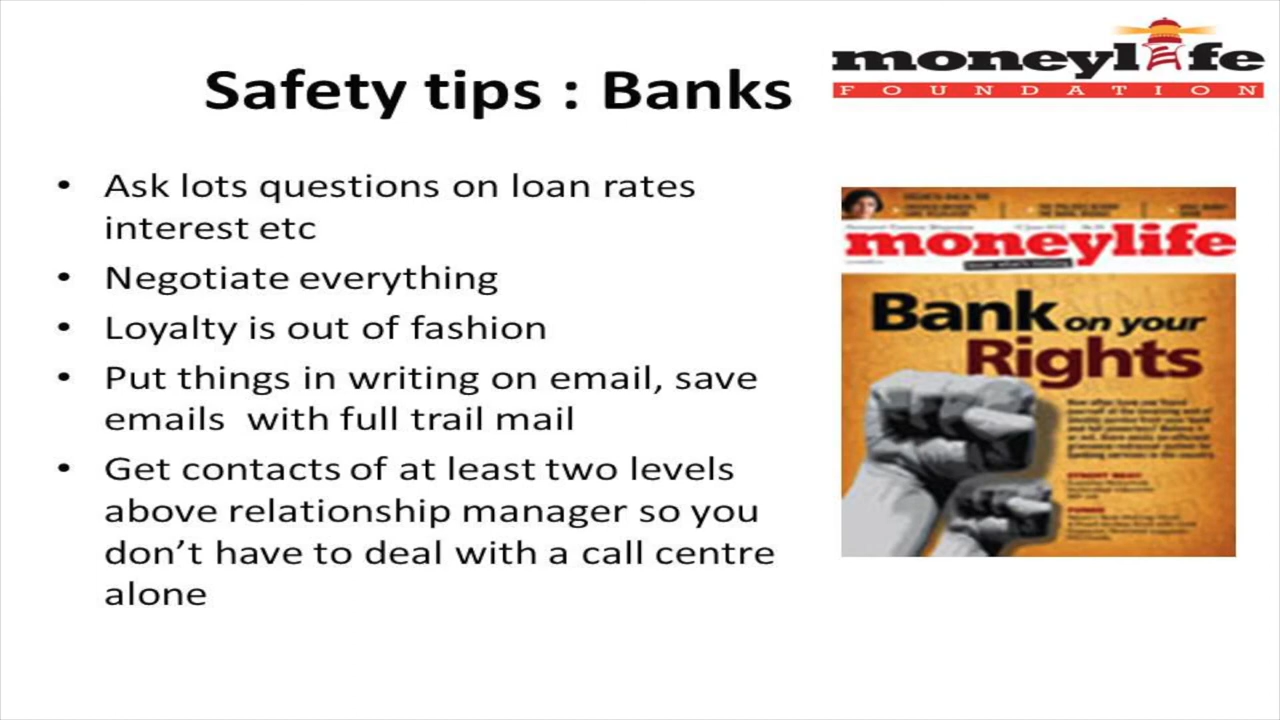 Safety tips : Banks
moneylife
FOUNDATION
• Ask lots questions on loan rates
interest etc
• Negotiate everything
• Loyalty is out of fashion
• Put things in writing on email, save
emails  with full trail mail
• Get contacts of at least two levels
above relationship manager so you
don’t have to deal with a call centre
alone
moneylife
Bank on your
Rights